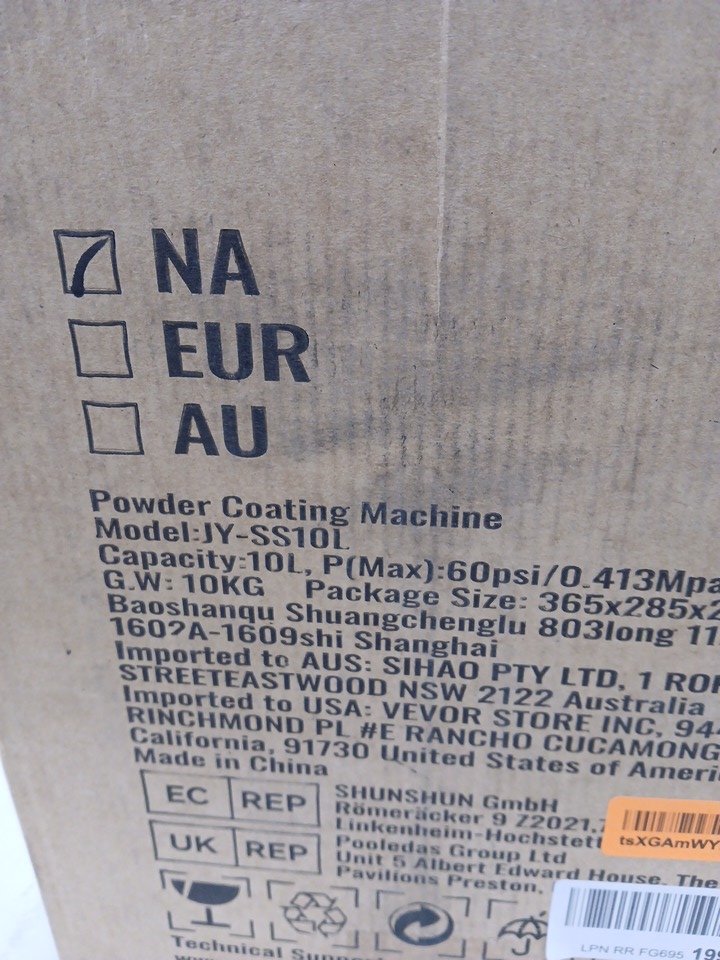 NA
EUR
AU
Powder Coating Machine
Model:JY-SS10L
Capacity:10L, P(Max):60psi/0.413Mpa
G.W: 10KG Package Size: 365x285x2
Baoshanqu Shuangchenglu 803long 11
1602A-1609shi Shanghai
Imported to AUS: SIHAO PTY LTD, 1 RO
STREETEASTWOOD NSW 2122 Australia
Imported to USA: VEVOR STORE INC, 94
RINCHMOND PL #E RANCHO CUCAMONG
California, 91730 United States of Ameri
Made in China
EC REP
SHUNSHUN GmbH
Römeräcker 9 Z2021,
Linkenheim-Hochstett
UK REP
Pooledas Group Ltd
Unit 5 Albert Edward House, The
Pavilions Preston,
tsXGAmWY
LPN RR FG695 19
Technical Su